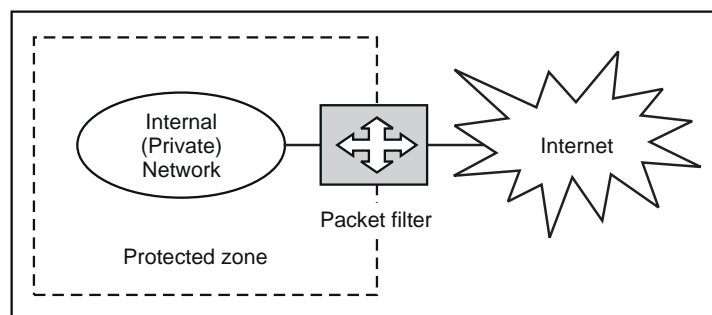 Internal
(Private)
Network
Internet
Packet filter
Protected zone